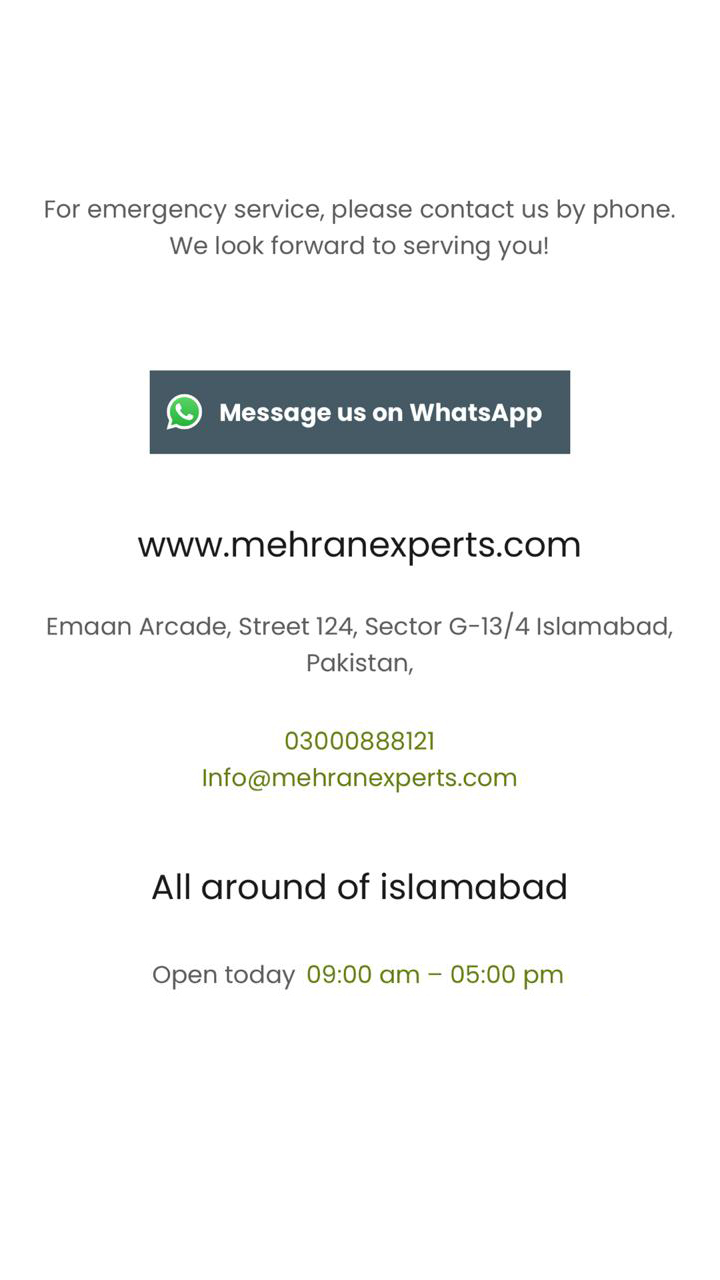 For emergency service, please contact us by phone.
We look forward to serving you!
Message us on WhatsApp
www.mehranexperts.com
Emaan Arcade, Street 124, Sector G-13/4 Islamabad,
Pakistan,
03000888121
Info@mehranexperts.com
All around of islamabad
Open today 09:00 am – 05:00 pm